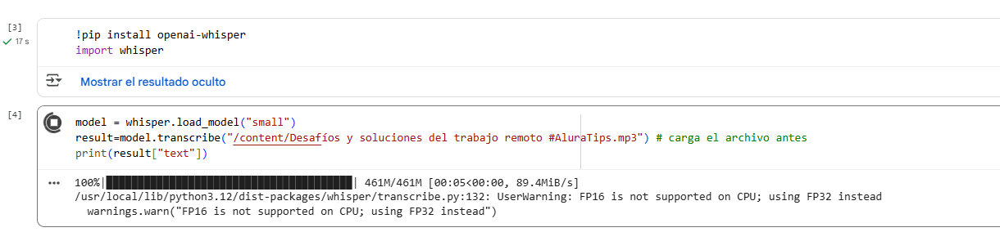 [3]
17 s
!pip install openai-whisper
import whisper
Mostrar el resultado oculto
[4]
model = whisper.load_model("small")
result=model.transcribe("/content/Desafíos y soluciones del trabajo remoto #AluraTips.mp3") # carga el archivo antes
print(result["text"])
100%|███████████████████████████████████████| 461M/461M [00:05<00:00, 89.4MiB/s]
/usr/local/lib/python3.12/dist-packages/whisper/transcribe.py:132: UserWarning: FP16 is not supported on CPU; using FP32 instead
warnings.warn("FP16 is not supported on CPU; using FP32 instead")